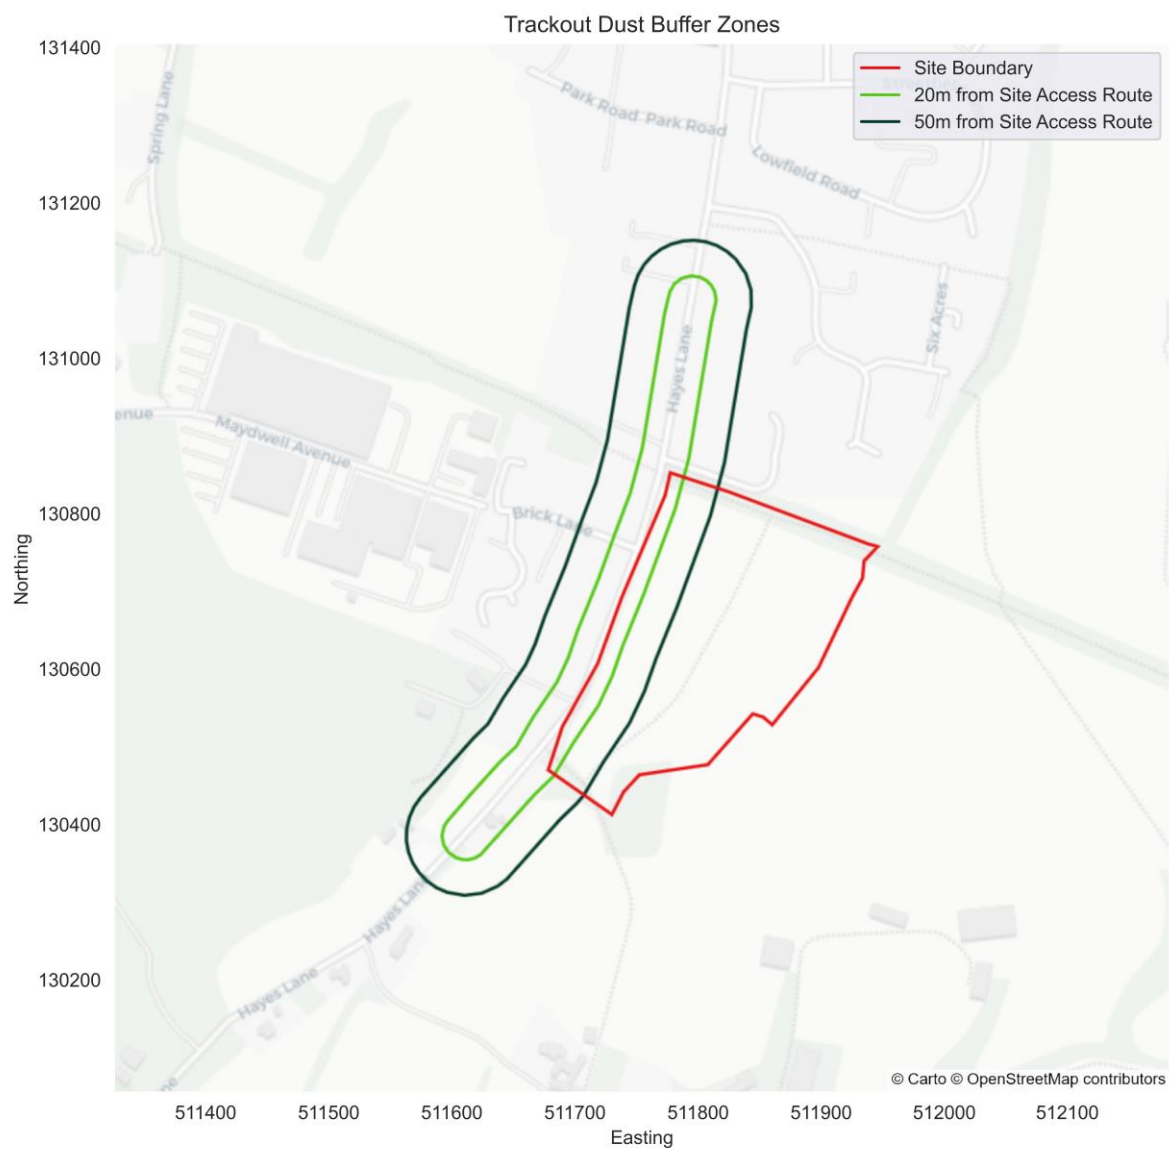 Trackout Dust Buffer Zones
131400
131200
131000
130800
130600
130400
130200
Northing
511400 511500 511600 511700 511800 511900 512000 512100
Easting
Site Boundary
20m from Site Access Route
50m from Site Access Route
Spring Lane
Park Road Park Road
Lowfield Road
Six Acres
Hayes Lane
enue
Maydwell Avenue
Brick Lane
Hayes Lane
Hayes Lane
ne
© Carto © OpenStreetMap contributors